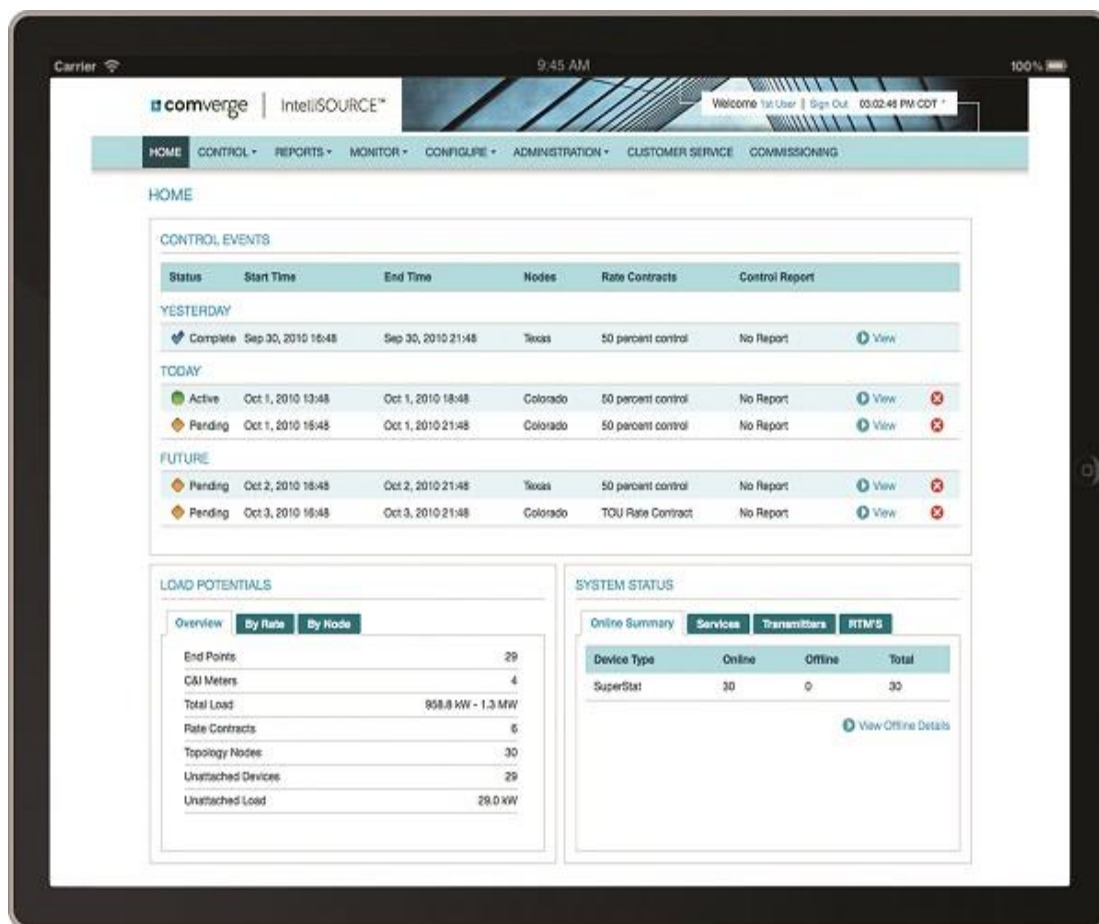 Carrier 9:45 AM 100%
comverge | IntelliSOURCE™ Welcome 1st User | Sign Out 03:02:46 PM CDT
HOME CONTROL REPORTS MONITOR CONFIGURE ADMINISTRATION CUSTOMER SERVICE COMMISSIONING
HOME
CONTROL EVENTS
Status Start Time End Time Nodes Rate Contracts Control Report
YESTERDAY
Complete Sep 30, 2010 16:48 Sep 30, 2010 21:48 Texas 50 percent control No Report View
TODAY
Active Oct 1, 2010 13:48 Oct 1, 2010 18:48 Colorado 50 percent control No Report View
Pending Oct 1, 2010 16:48 Oct 1, 2010 21:48 Colorado 50 percent control No Report View
FUTURE
Pending Oct 2, 2010 16:48 Oct 2, 2010 21:48 Texas 50 percent control No Report View
Pending Oct 3, 2010 16:48 Oct 3, 2010 21:48 Colorado TOU Rate Contract No Report View
LOAD POTENTIALS
Overview By Rate By Node
End Points 29
C&I Meters 4
Total Load 958.8 kW - 1.3 MW
Rate Contracts 6
Topology Nodes 30
Unattached Devices 29
Unattached Load 29.0 kW
SYSTEM STATUS
Online Summary Services Transmitters RTM'S
Device Type Online Offline Total
SuperStat 30 0 30
View Offline Details